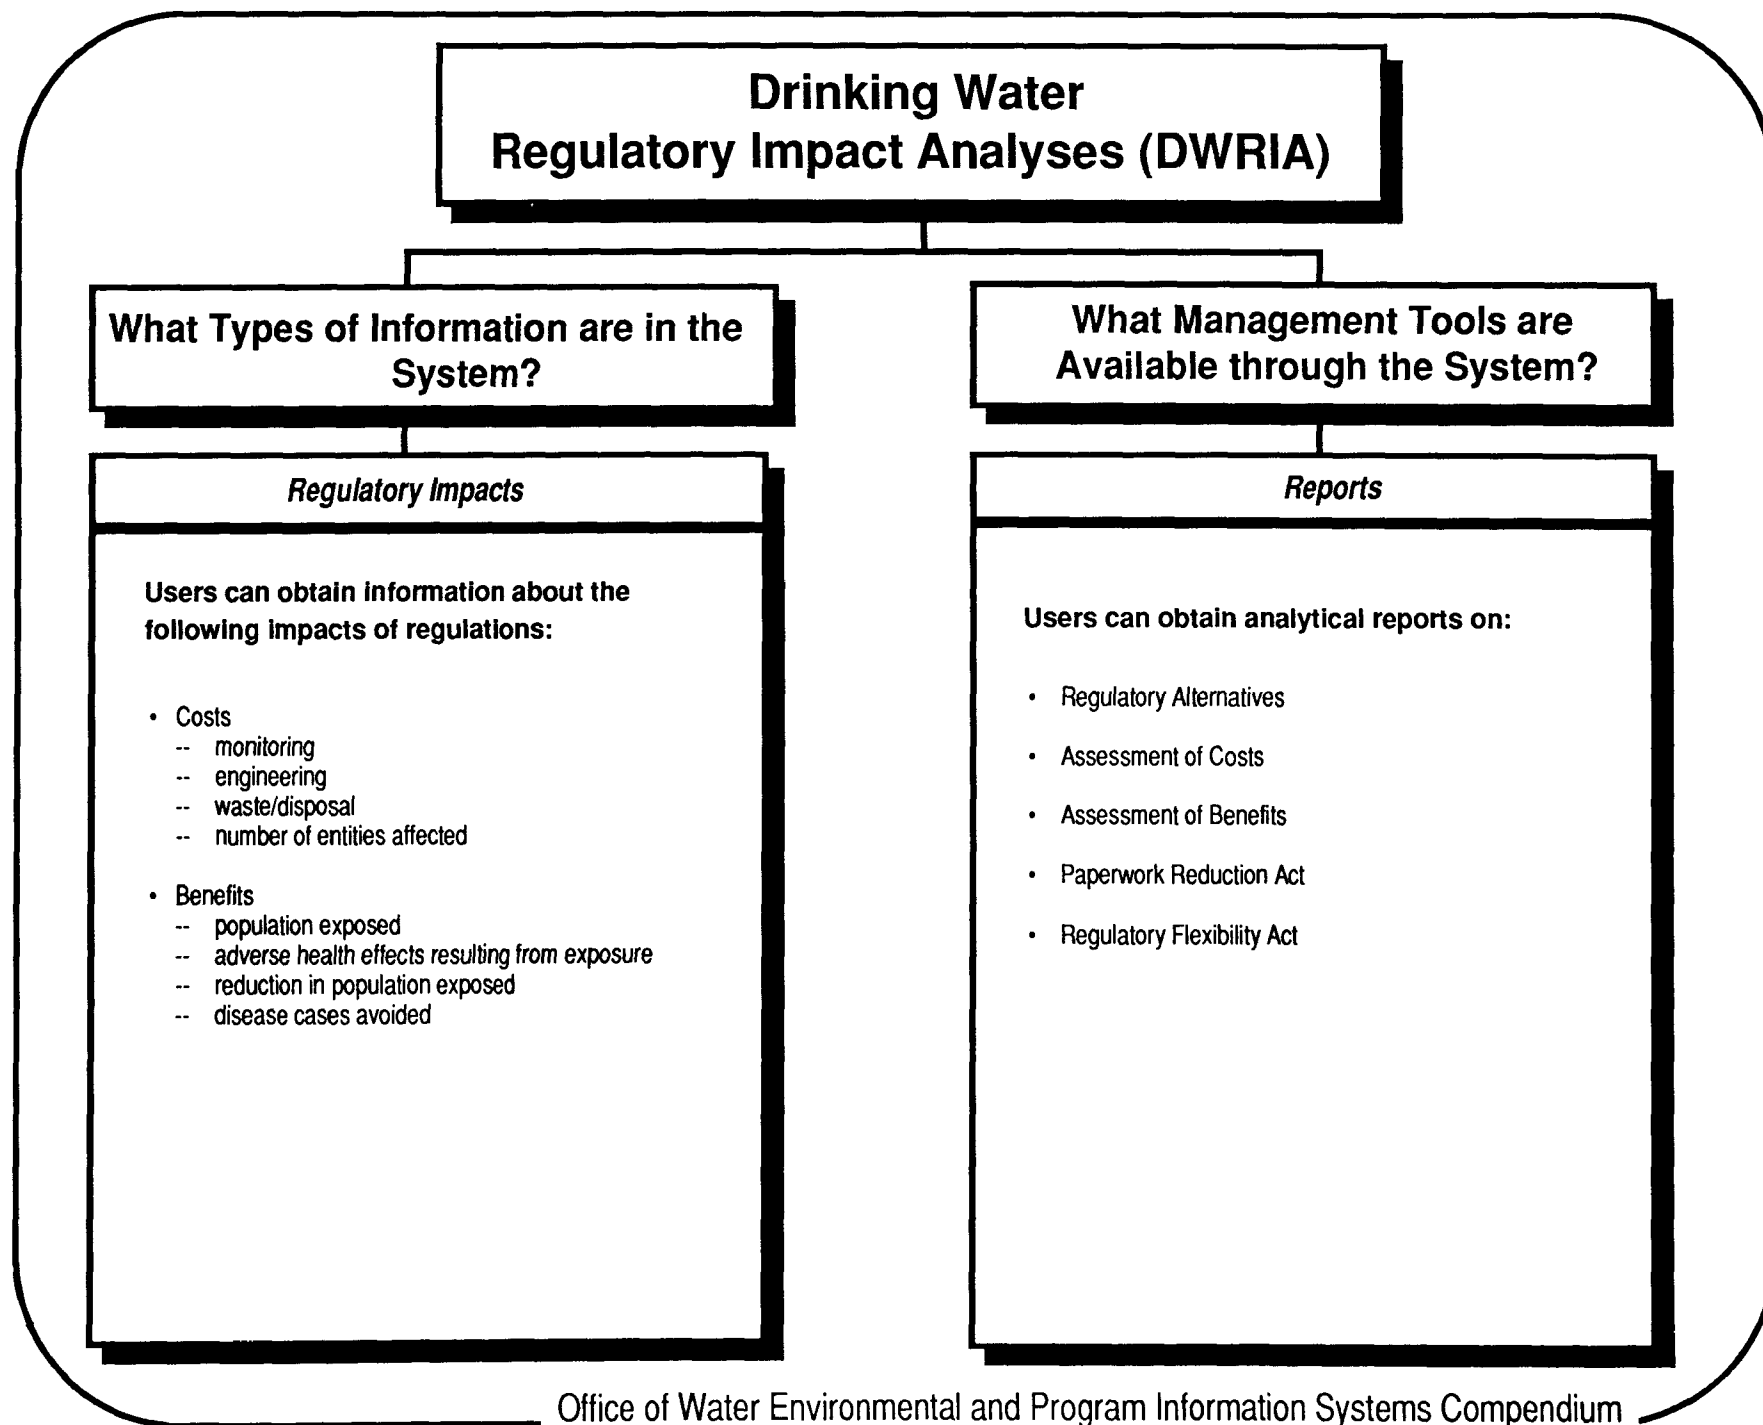 Drinking Water
Regulatory Impact Analyses (DWRIA)
What Types of Information are in the
System?
Regulatory Impacts
Users can obtain information about the
following impacts of regulations:
• Costs
-- monitoring
-- engineering
-- waste/disposal
-- number of entities affected
• Benefits
-- population exposed
-- adverse health effects resulting from exposure
-- reduction in population exposed
-- disease cases avoided
What Management Tools are
Available through the System?
Reports
Users can obtain analytical reports on:
• Regulatory Alternatives
• Assessment of Costs
• Assessment of Benefits
• Paperwork Reduction Act
• Regulatory Flexibility Act
Office of Water Environmental and Program Information Systems Compendium